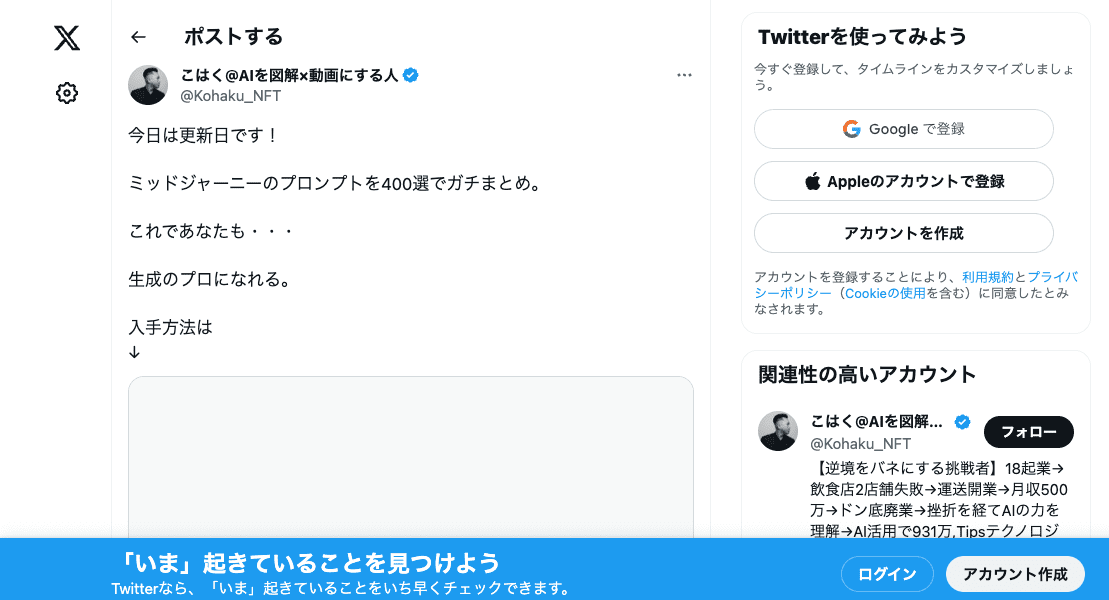 ポストする
こはく@AIを図解×動画にする人
@Kohaku_NFT
今日は更新日です！
ミッドジャーニーのプロンプトを400選でガチまとめ。
これであなたも・・・
生成のプロになれる。
入手方法は
↓
Twitterを使ってみよう
今すぐ登録して、タイムラインをカスタマイズしましょ
う。
Google で登録
Appleのアカウントで登録
アカウントを作成
アカウントを登録することにより、利用規約とプライバ
シーポリシー（Cookieの使用を含む）に同意したとみ
なされます。
関連性の高いアカウント
こはく@AIを図解...
@Kohaku_NFT
フォロー
【逆境をバネにする挑戦者】18起業→
飲食店2店舗失敗→運送開業→月収500
万→ドン底廃業→挫折を経てAIの力を
理解→AI活用で931万,Tipsテクノロジ
「いま」起きていることを見つけよう
Twitterなら、「いま」起きていることをいち早くチェックできます。
ログイン
アカウント作成